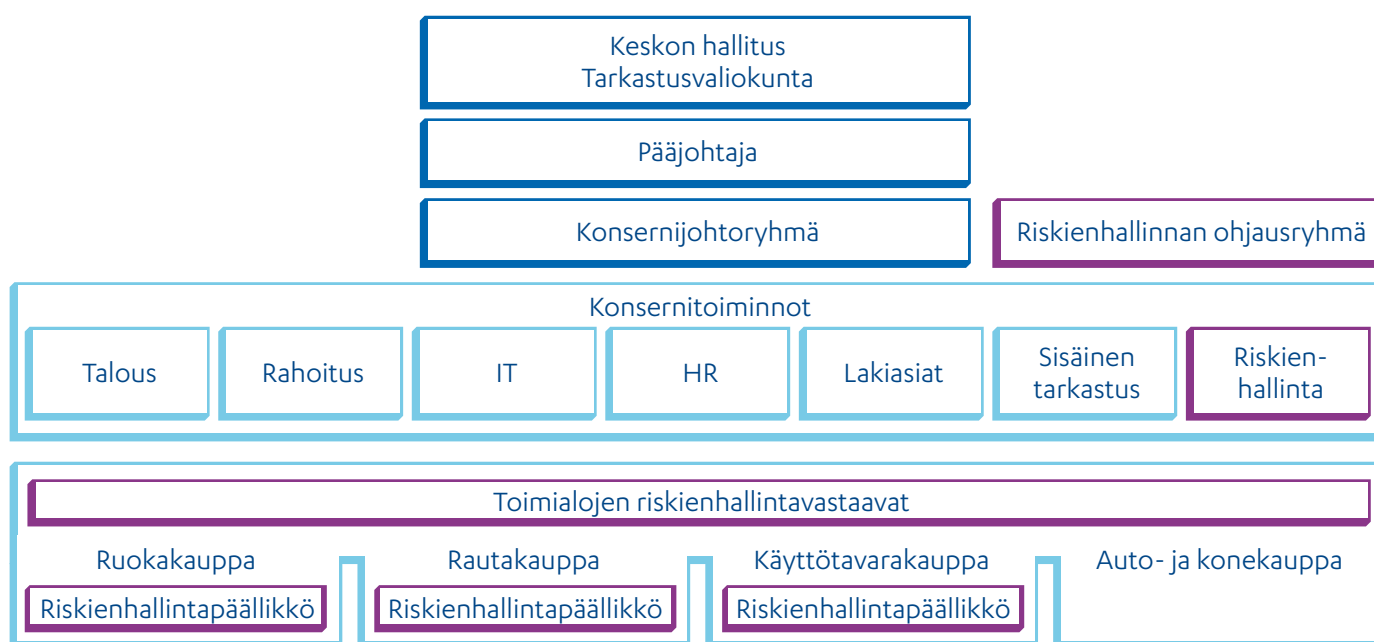 Keskon hallitus
Tarkastusvaliokunta
Pääjohtaja
Konsernijohtoryhmä
Riskienhallinnan ohjausryhmä
Konsernitoiminnot
Talous
Rahoitus
IT
HR
Lakiasiat
Sisäinen
tarkastus
Riskien-
hallinta
Toimialojen riskienhallintavastaavat
Ruokakauppa
Rautakauppa
Käyttötavarakauppa
Auto- ja konekauppa
Riskienhallintapäällikkö
Riskienhallintapäällikkö
Riskienhallintapäällikkö